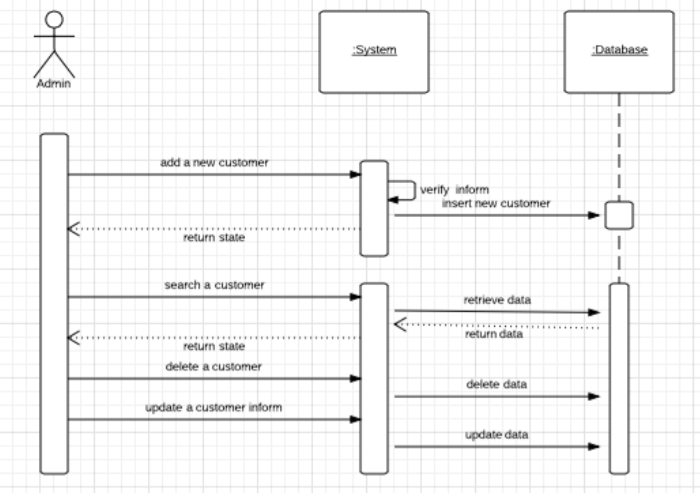 :System
:Database
Admin
add a new customer
verify inform
insert new customer
return state
search a customer
retrieve data
return data
return state
delete a customer
delete data
update a customer inform
update data